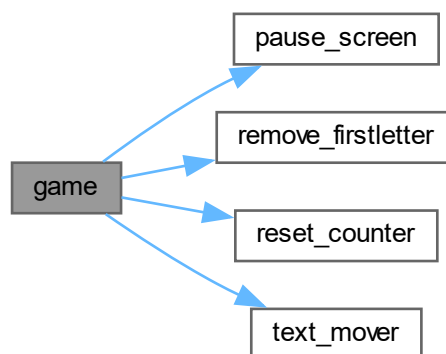 pause_screen
remove_firstletter
game
reset_counter
text_mover